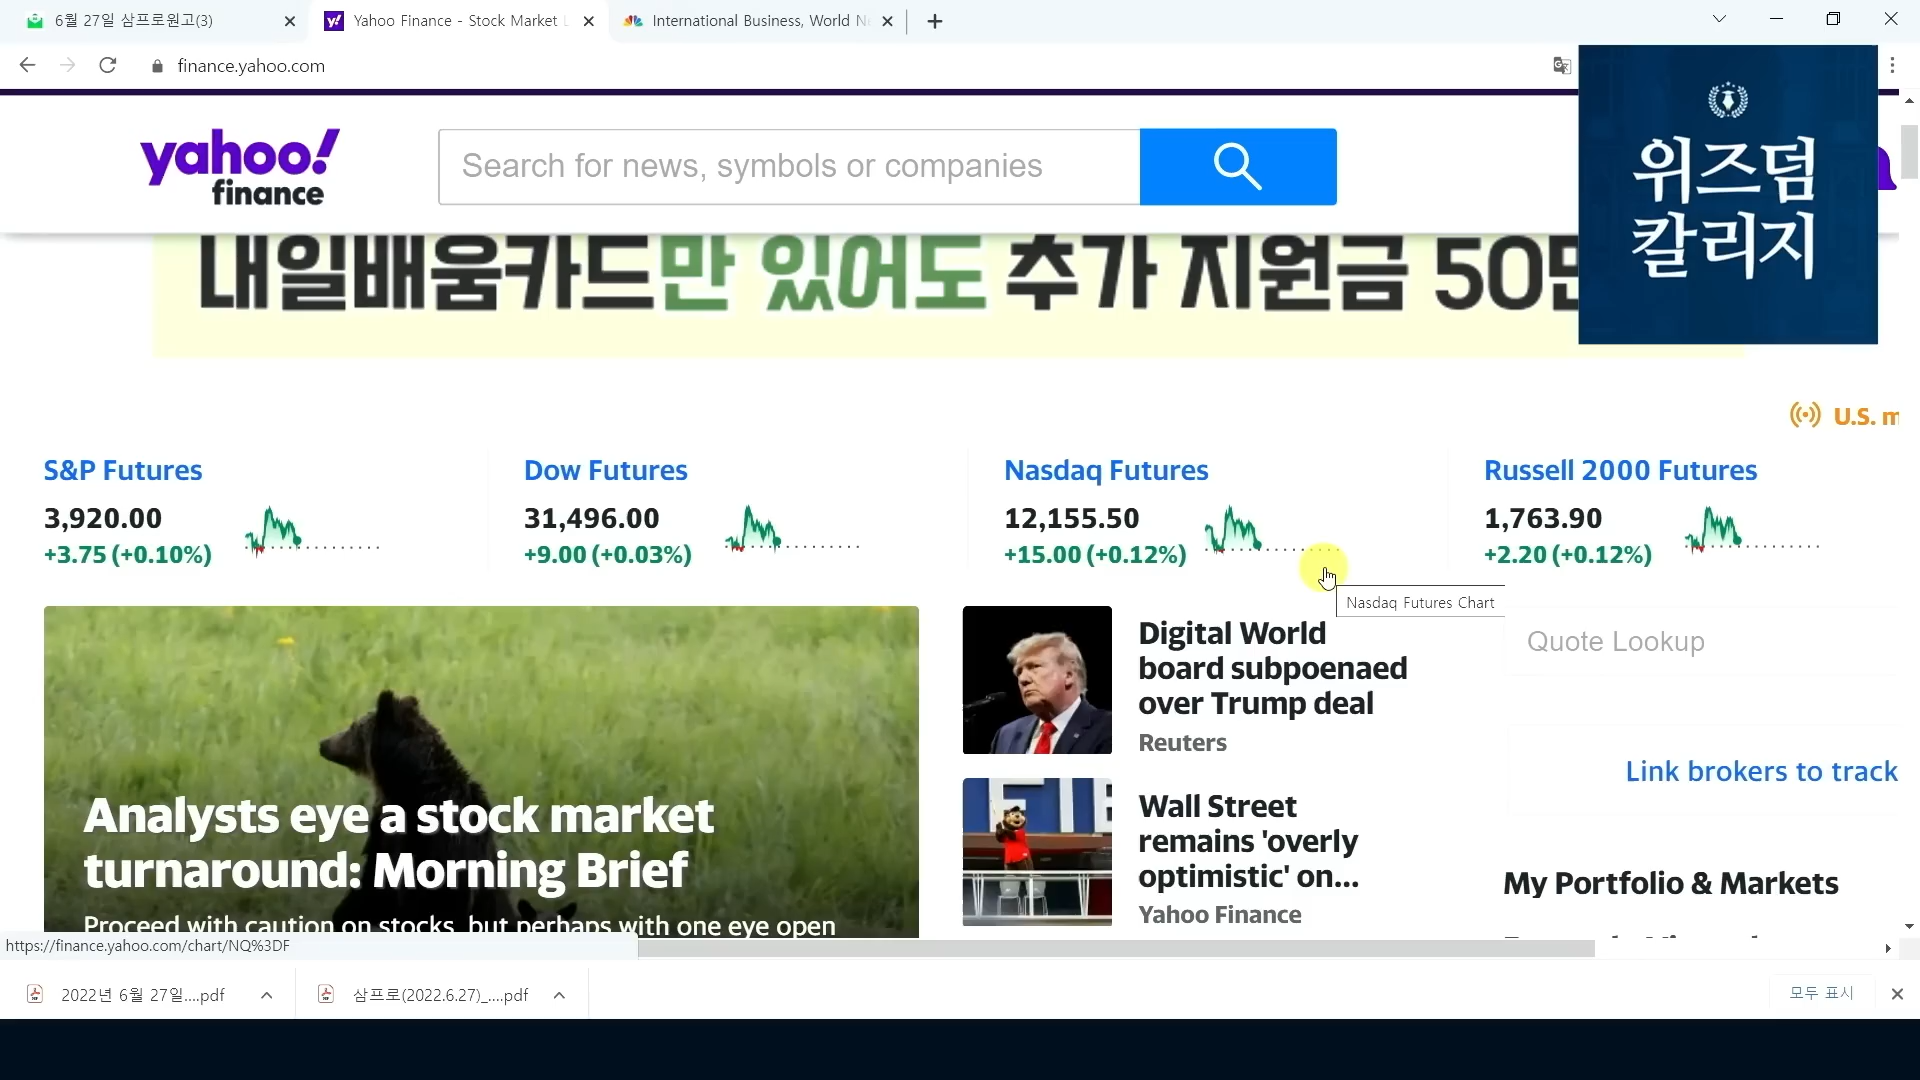 6월 27일 삼프로원고(3)
Yahoo Finance - Stock Market
International Business, World N
finance.yahoo.com
yahoo!
finance
Search for news, symbols or companies
위즈덤
칼리지
내일배움카드만 있어도 추가 지원금 50만
U.S. m
S&P Futures
3,920.00
+3.75 (+0.10%)
Dow Futures
31,496.00
+9.00 (+0.03%)
Nasdaq Futures
12,155.50
+15.00 (+0.12%)
Russell 2000 Futures
1,763.90
+2.20 (+0.12%)
Nasdaq Futures Chart
Analysts eye a stock market
turnaround: Morning Brief
Proceed with caution on stocks, but perhaps with one eye open
Digital World
board subpoenaed
over Trump deal
Reuters
Wall Street
remains 'overly
optimistic' on...
Yahoo Finance
Quote Lookup
Link brokers to track
My Portfolio & Markets
https://finance.yahoo.com/chart/NQ%3DF
2022년 6월 27일....pdf
삼프로(2022.6.27)_....pdf
모두 표시